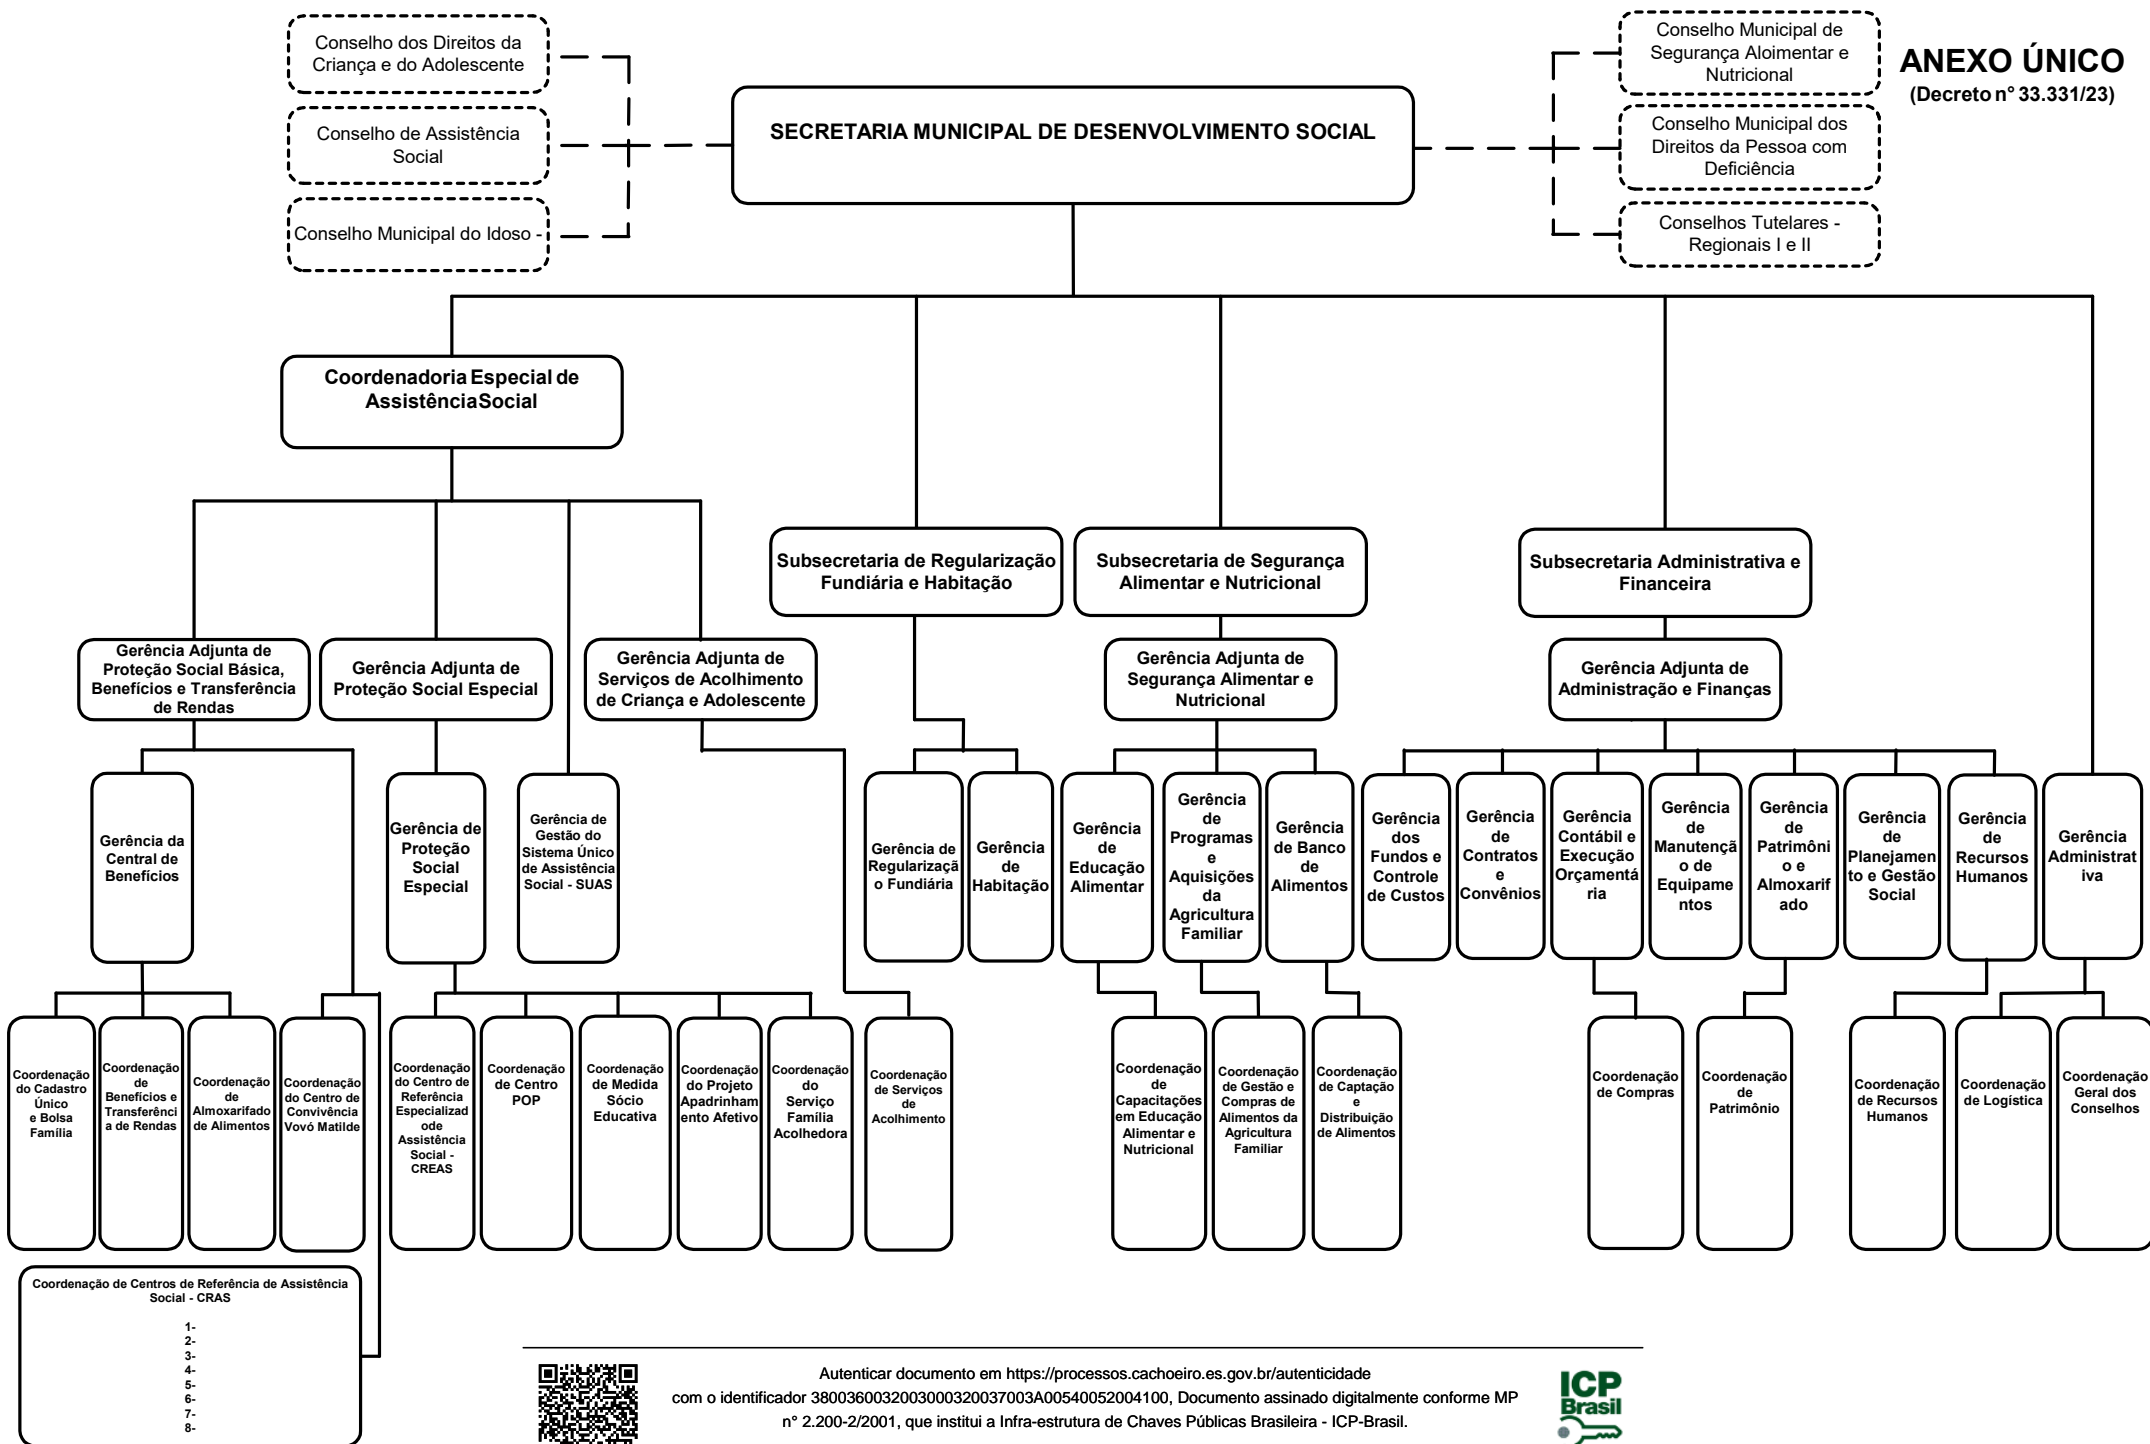 Conselho dos Direitos da
Criança e do Adolescente
Conselho de Assistência
Social
Conselho Municipal do Idoso -
SECRETARIA MUNICIPAL DE DESENVOLVIMENTO SOCIAL
Conselho Municipal de
Segurança Aloimentar e
Nutricional
Conselho Municipal dos
Direitos da Pessoa com
Deficiência
Conselhos Tutelares -
Regionais I e II
ANEXO ÚNICO
(Decreto n° 33.331/23)
Coordenadoria Especial de
Assistência Social
Subsecretaria de Regularização
Fundiária e Habitação
Subsecretaria de Segurança
Alimentar e Nutricional
Subsecretaria Administrativa e
Financeira
Gerência Adjunta de
Proteção Social Básica,
Benefícios e Transferência
de Rendas
Gerência Adjunta de
Proteção Social Especial
Gerência Adjunta de
Serviços de Acolhimento
de Criança e Adolescente
Gerência Adjunta de
Segurança Alimentar e
Nutricional
Gerência Adjunta de
Administração e Finanças
Gerência da
Central de
Benefícios
Gerência de
Proteção
Social
Especial
Gerência de
Gestão do
Sistema Único
de Assistência
Social - SUAS
Gerência de
Regularizaçã
o Fundiária
Gerência
de
Habitação
Gerência
de
Educação
Alimentar
Gerência
de
Programas
e
Aquisições
da
Agricultura
Familiar
Gerência
de Banco
de
Alimentos
Gerência
dos
Fundos e
Controle
de Custos
Gerência
de
Contratos
e
Convênios
Gerência
Contábil e
Execução
Orçamentá
ria
Gerência
de
Manutençã
o de
Equipame
ntos
Gerência
de
Patrimôni
o e
Almoxarif
ado
Gerência
de
Planejamen
to e Gestão
Social
Gerência
de
Recursos
Humanos
Gerência
Administrat
iva
Coordenação
do Cadastro
Único
e Bolsa
Família
Coordenação
de
Benefícios e
Transferênci
a de Rendas
Coordenação
de
Almoxarifado
de Alimentos
Coordenação
do Centro de
Convivência
Vovó Matilde
Coordenação
do Centro de
Referência
Especializad
ode
Assistência
Social -
CREAS
Coordenação
de Centro
POP
Coordenação
de Medida
Sócio
Educativa
Coordenação
do Projeto
Apadrinham
ento Afetivo
Coordenação
do
Serviço
Família
Acolhedora
Coordenação
de Serviços
de
Acolhimento
Coordenação
de
Capacitações
em Educação
Alimentar e
Nutricional
Coordenação
de Gestão e
Compras de
Alimentos da
Agricultura
Familiar
Coordenação
de Captação
e
Distribuição
de Alimentos
Coordenação
de Compras
Coordenação
de
Patrimônio
Coordenação
de Recursos
Humanos
Coordenação
de Logística
Coordenação
Geral dos
Conselhos
Coordenação de Centros de Referência de Assistência
Social - CRAS
1-
2-
3-
4-
5-
6-
7-
8-
Autenticar documento em https://processos.cachoeiro.es.gov.br/autenticidade
com o identificador 380036003200300032003​7003A00540052004100, Documento assinado digitalmente conforme MP
n° 2.200-2/2001, que institui a Infra-estrutura de Chaves Públicas Brasileira - ICP-Brasil.
ICP
Brasil